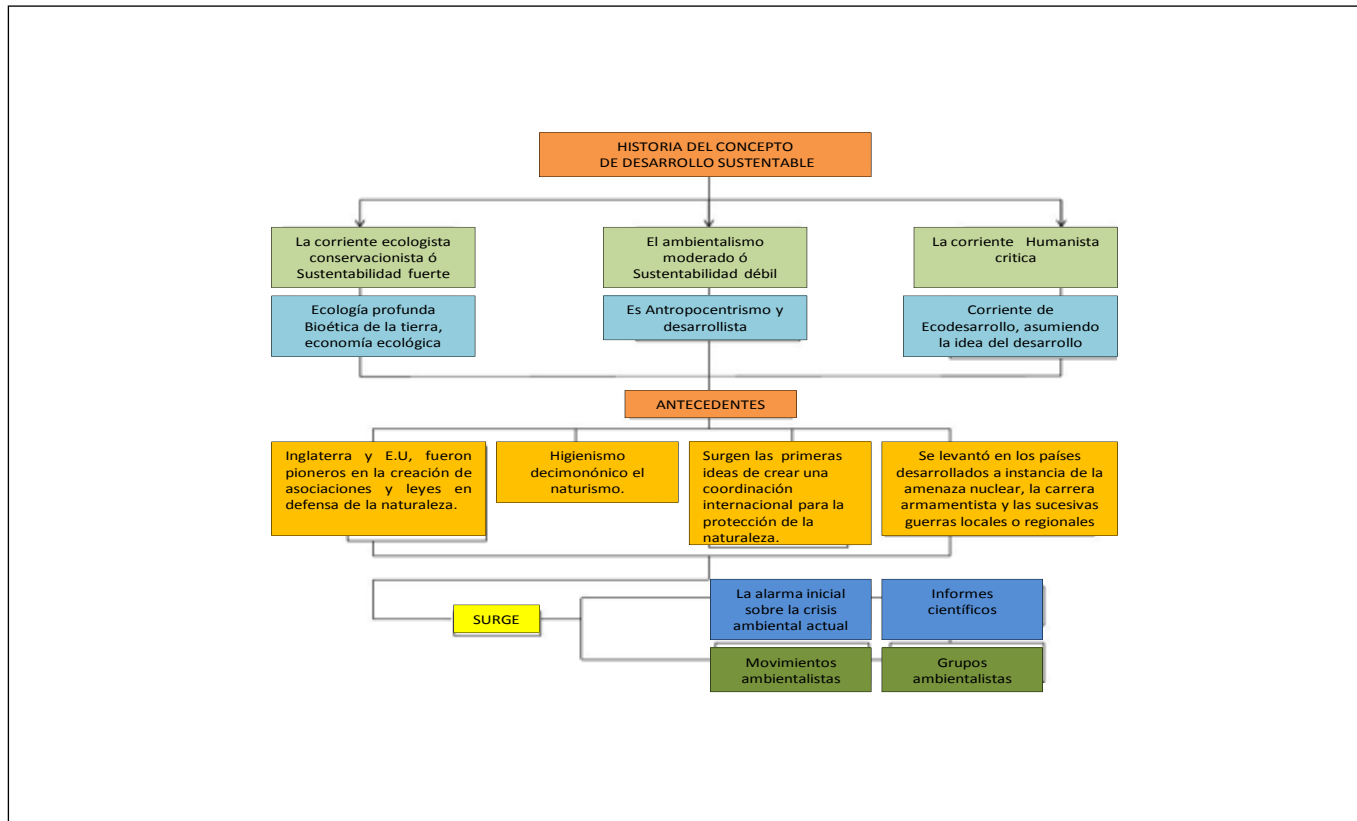 HISTORIA DEL CONCEPTO
DE DESARROLLO SUSTENTABLE
La corriente ecologista
conservacionista ó
Sustentabilidad fuerte
El ambientalismo
moderado ó
Sustentabilidad débil
La corriente Humanista
critica
Ecología profunda
Bioética de la tierra,
economía ecológica
Es Antropocentrismo y
desarrollista
Corriente de
Ecodesarrollo, asumiendo
la idea del desarrollo
ANTECEDENTES
Inglaterra y E.U, fueron
pioneros en la creación de
asociaciones y leyes en
defensa de la naturaleza.
Higienismo
decimonónico el
naturismo.
Surgen las primeras
ideas de crear una
coordinación
internacional para la
protección de la
naturaleza.
Se levantó en los países
desarrollados a instancia de la
amenaza nuclear, la carrera
armamentista y las sucesivas
guerras locales o regionales
SURGE
La alarma inicial
sobre la crisis
ambiental actual
Informes
científicos
Movimientos
ambientalistas
Grupos
ambientalistas